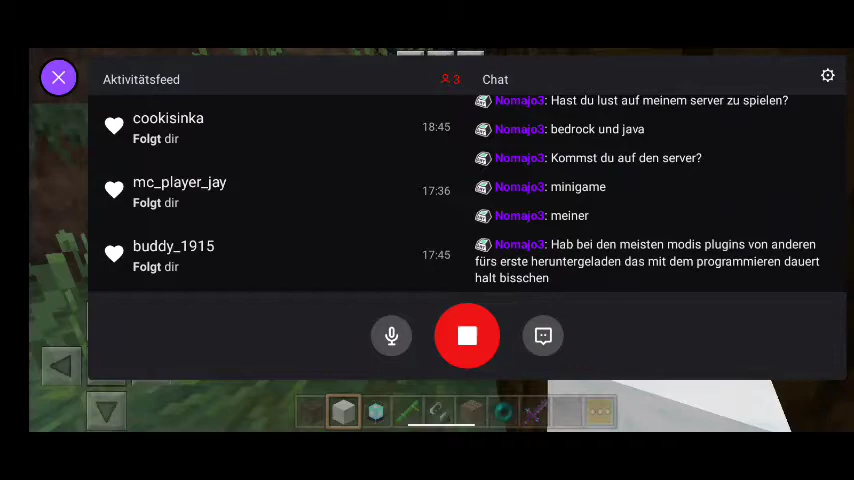 Aktivitätsfeed
3
Chat
cookisinka
Folgt dir
18:45
mc_player_jay
Folgt dir
17:36
buddy_1915
Folgt dir
17:45
Nomajo3: Hast du lust auf meinem server zu spielen?
Nomajo3: bedrock und java
Nomajo3: Kommst du auf den server?
Nomajo3: minigame
Nomajo3: meiner
Nomajo3: Hab bei den meisten modis plugins von anderen
fürs erste heruntergeladen das mit dem programmieren dauert
halt bisschen